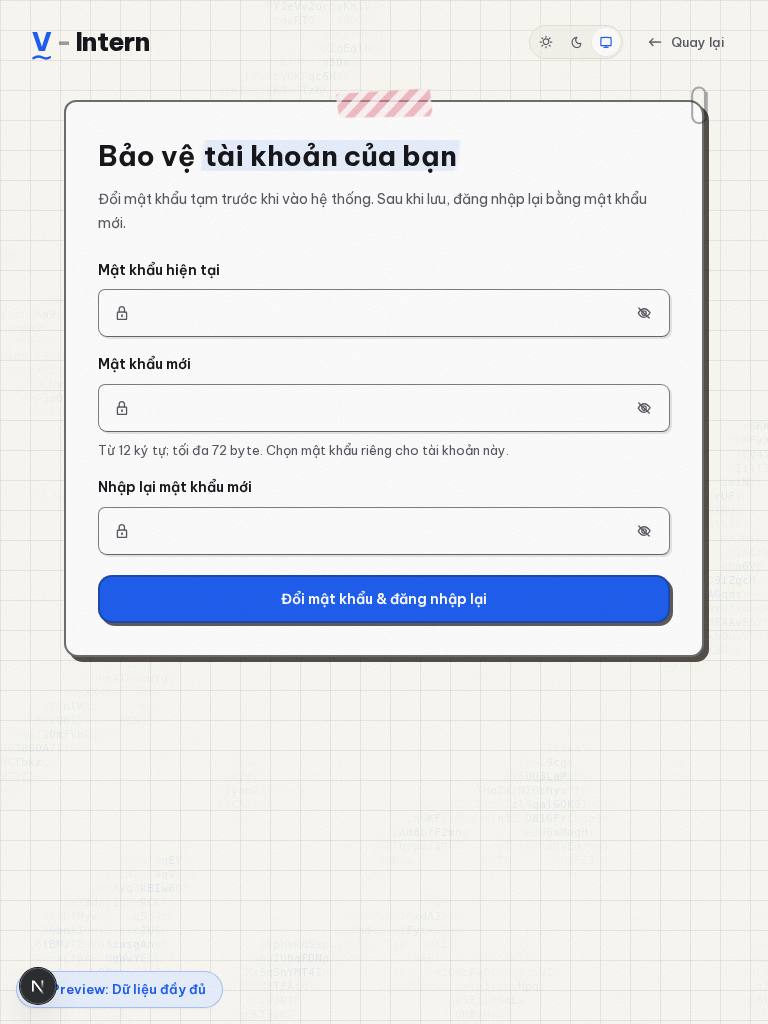 V - Intern
Quay lại
Bảo vệ tài khoản của bạn
Đổi mật khẩu tạm trước khi vào hệ thống. Sau khi lưu, đăng nhập lại bằng mật khẩu
mới.
Mật khẩu hiện tại
Mật khẩu mới
Từ 12 ký tự; tối đa 72 byte. Chọn mật khẩu riêng cho tài khoản này.
Nhập lại mật khẩu mới
Đổi mật khẩu & đăng nhập lại
N
Preview: Dữ liệu đầy đủ